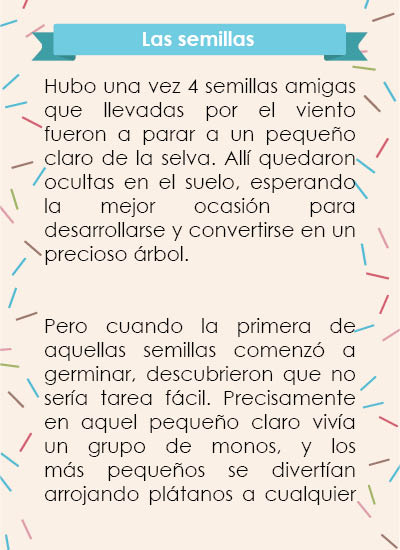 Las semillas
Hubo una vez 4 semillas amigas
que llevadas por el viento
fueron a parar a un pequeño
claro de la selva. Allí quedaron
ocultas en el suelo, esperando
la mejor ocasión para
desarrollarse y convertirse en un
precioso árbol.
Pero cuando la primera de
aquellas semillas comenzó a
germinar, descubrieron que no
sería tarea fácil. Precisamente
en aquel pequeño claro vivía
un grupo de monos, y los
más pequeños se divertían
arrojando plátanos a cualquier